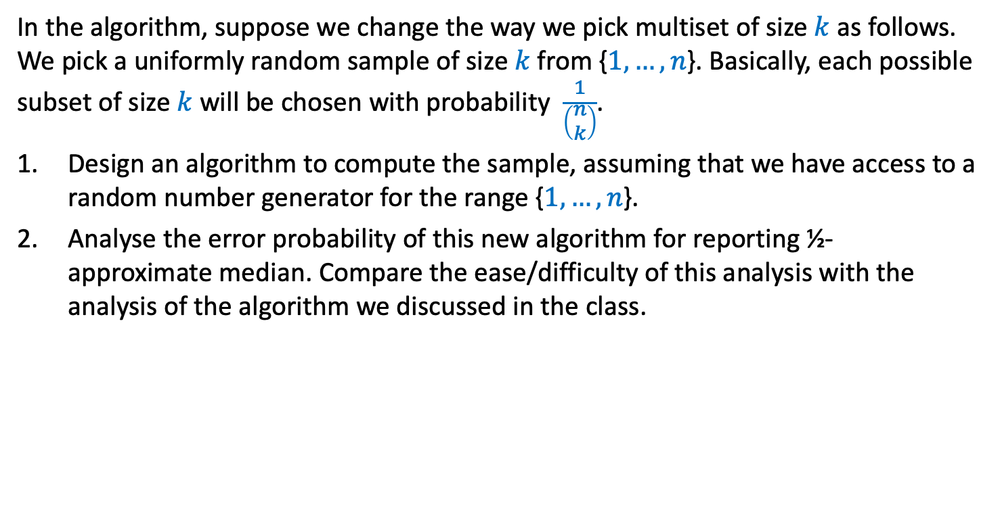 In the algorithm, suppose we change the way we pick multiset of size k as follows.
We pick a uniformly random sample of size k from {1, … , n}. Basically, each possible
subset of size k will be chosen with probability \frac{1}{\binom{n}{k}}.
1. Design an algorithm to compute the sample, assuming that we have access to a
random number generator for the range {1, … , n}.
2. Analyse the error probability of this new algorithm for reporting ½-
approximate median. Compare the ease/difficulty of this analysis with the
analysis of the algorithm we discussed in the class.